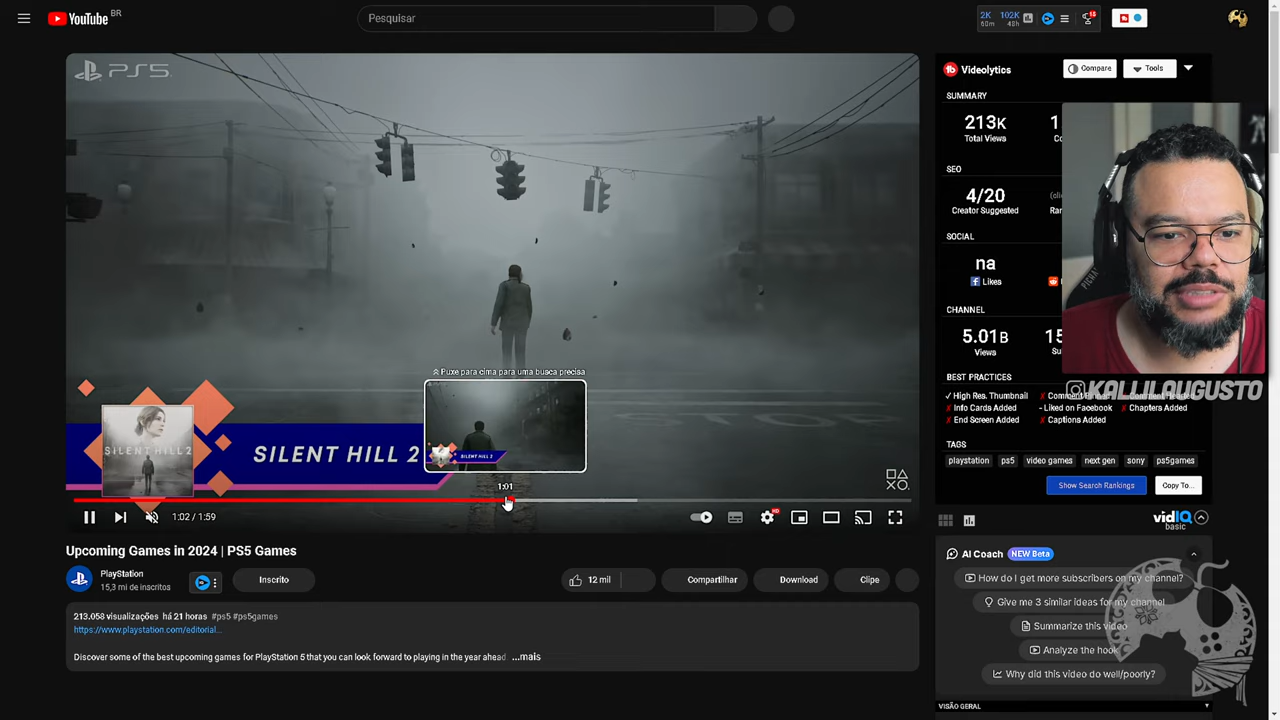 YouTube BR
Pesquisar
2K
60m
102K
48h
PS5
SILENT HILL 2
SILENT HILL 2
Puxe para cima para uma busca precisa
SILENT HILL 2
1:01
1:02 / 1:59
HD
Upcoming Games in 2024 | PS5 Games
PlayStation
15,3 mi de inscritos
Inscrito
12 mil
Compartilhar
Download
Clipe
213.058 visualizações há 21 horas #ps5 #ps5games
https://www.playstation.com/editorial...
Discover some of the best upcoming games for PlayStation 5 that you can look forward to playing in the year ahead ...mais
Videolytics
Compare
Tools
SUMMARY
213K
Total Views
SEO
4/20
Creator Suggested
SOCIAL
na
Likes
CHANNEL
5.01B
Views
BEST PRACTICES
✓ High Res. Thumbnail
✗ Info Cards Added
✗ End Screen Added
- Liked on Facebook
✗ Captions Added
✗ Chapters Added
KALLILAUGUSTO
TAGS
playstation
ps5
video games
next gen
sony
ps5games
Show Search Rankings
Copy To...
vidIQ
basic
AI Coach NEW Beta
How do I get more subscribers on my channel?
Give me 3 similar ideas for my channel
Summarize this video
Analyze the hook
Why did this video do well/poorly?
VISÃO GERAL